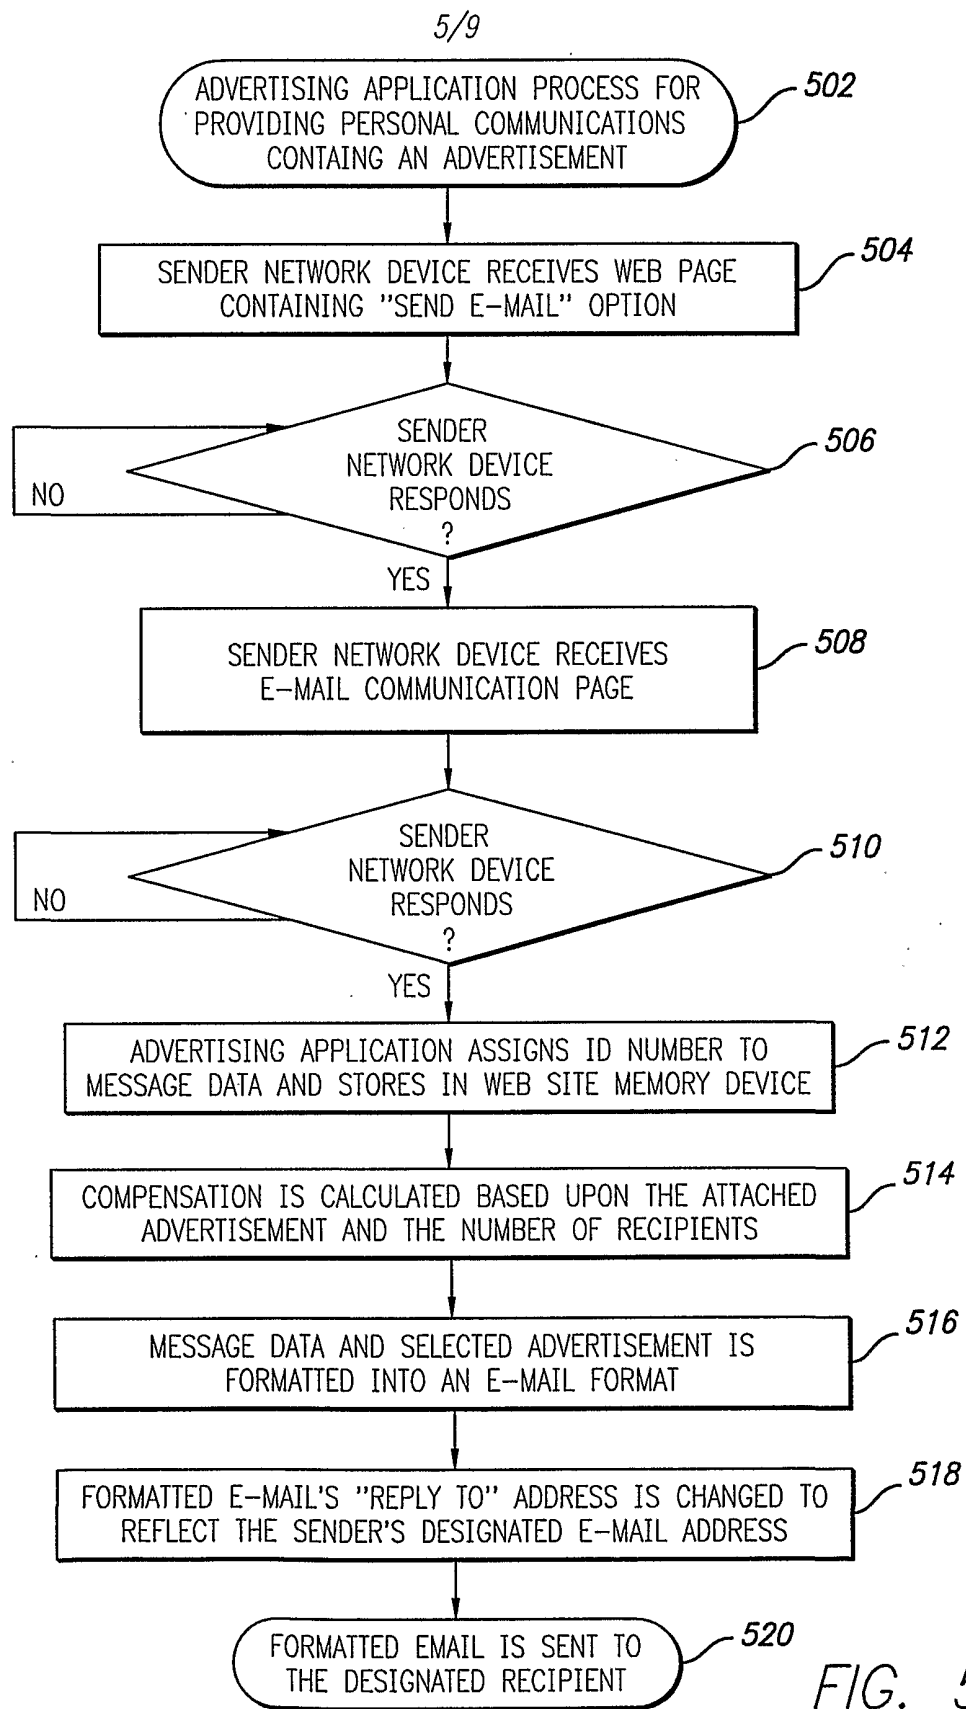 5/9
ADVERTISING APPLICATION PROCESS FOR
PROVIDING PERSONAL COMMUNICATIONS
CONTAING AN ADVERTISEMENT
502
SENDER NETWORK DEVICE RECEIVES WEB PAGE
CONTAINING "SEND E-MAIL" OPTION
504
SENDER
NETWORK DEVICE
RESPONDS
?
506
NO
YES
SENDER NETWORK DEVICE RECEIVES
E-MAIL COMMUNICATION PAGE
508
SENDER
NETWORK DEVICE
RESPONDS
?
510
NO
YES
ADVERTISING APPLICATION ASSIGNS ID NUMBER TO
MESSAGE DATA AND STORES IN WEB SITE MEMORY DEVICE
512
COMPENSATION IS CALCULATED BASED UPON THE ATTACHED
ADVERTISEMENT AND THE NUMBER OF RECIPIENTS
514
MESSAGE DATA AND SELECTED ADVERTISEMENT IS
FORMATTED INTO AN E-MAIL FORMAT
516
FORMATTED E-MAIL'S "REPLY TO" ADDRESS IS CHANGED TO
REFLECT THE SENDER'S DESIGNATED E-MAIL ADDRESS
518
FORMATTED EMAIL IS SENT TO
THE DESIGNATED RECIPIENT
520
FIG. 5